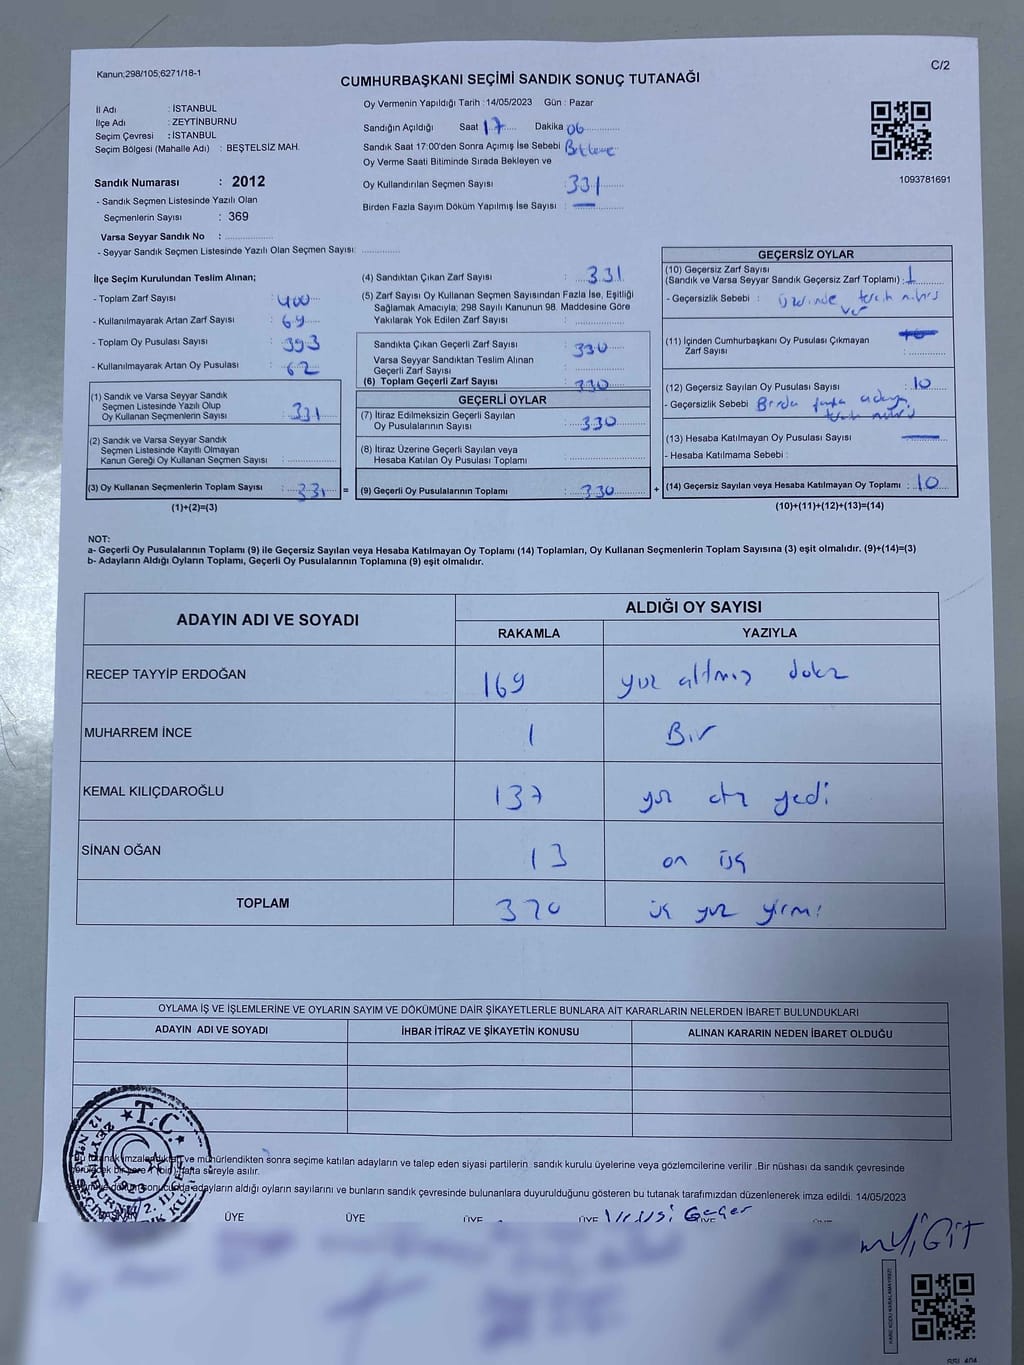 Kanun;298/105;6271/18-1
C/2
CUMHURBAŞKANI SEÇİMİ SANDIK SONUÇ TUTANAĞI
İl Adı : İSTANBUL
İlçe Adı : ZEYTİNBURNU
Seçim Çevresi : İSTANBUL
Seçim Bölgesi (Mahalle Adı) : BEŞTELSİZ MAH.
Sandık Numarası : 2012
- Sandık Seçmen Listesinde Yazılı Olan
Seçmenlerin Sayısı : 369
Varsa Seyyar Sandık No :
- Seyyar Sandık Seçmen Listesinde Yazılı Olan Seçmen Sayısı:
Oy Vermenin Yapıldığı Tarih :14/05/2023 Gün : Pazar
Sandığın Açıldığı Saat 17 Dakika 06
Sandık Saat 17:00'den Sonra Açımış İse Sebebi
Oy Verme Saati Bitiminde Sırada Bekleyen ve
Oy Kullandırılan Seçmen Sayısı : 331
Birden Fazla Sayım Döküm Yapılmış İse Sayısı : —
1093781691
İlçe Seçim Kurulundan Teslim Alınan;
- Toplam Zarf Sayısı : 400
- Kullanılmayarak Artan Zarf Sayısı : 69
- Toplam Oy Pusulası Sayısı : 393
- Kullanılmayarak Artan Oy Pusulası : 62
(1) Sandık ve Varsa Seyyar Sandık
Seçmen Listesinde Yazılı Olup
Oy Kullanan Seçmenlerin Sayısı : 331
(2) Sandık ve Varsa Seyyar Sandık
Seçmen Listesinde Kayıtlı Olmayan
Kanun Gereği Oy Kullanan Seçmen Sayısı :
(3) Oy Kullanan Seçmenlerin Toplam Sayısı : 331 =
(1)+(2)=(3)
(4) Sandıktan Çıkan Zarf Sayısı : 331
(5) Zarf Sayısı Oy Kullanan Seçmen Sayısından Fazla İse, Eşitliği
Sağlamak Amacıyla; 298 Sayılı Kanunun 98. Maddesine Göre
Yakılarak Yok Edilen Zarf Sayısı :
Sandıkta Çıkan Geçerli Zarf Sayısı : 330
Varsa Seyyar Sandıktan Teslim Alınan
Geçerli Zarf Sayısı :
(6) Toplam Geçerli Zarf Sayısı : 330
GEÇERLİ OYLAR
(7) İtiraz Edilmeksizin Geçerli Sayılan
Oy Pusulalarının Sayısı : 330
(8) İtiraz Üzerine Geçerli Sayılan veya
Hesaba Katılan Oy Pusulası Toplamı :
(9) Geçerli Oy Pusulalarının Toplamı : 330 +
GEÇERSİZ OYLAR
(10) Geçersiz Zarf Sayısı
(Sandık ve Varsa Seyyar Sandık Geçersiz Zarf Toplamı) : 1
- Geçersizlik Sebebi : üzerinde tercih mührü
var
(11) İçinden Cumhurbaşkanı Oy Pusulası Çıkmayan
Zarf Sayısı :
(12) Geçersiz Sayılan Oy Pusulası Sayısı : 10
- Geçersizlik Sebebi Birden fazla adaya
tercih mührü
(13) Hesaba Katılmayan Oy Pusulası Sayısı : —
- Hesaba Katılmama Sebebi :
(14) Geçersiz Sayılan veya Hesaba Katılmayan Oy Toplamı : 10
(10)+(11)+(12)+(13)=(14)
NOT:
a- Geçerli Oy Pusulalarının Toplamı (9) ile Geçersiz Sayılan veya Hesaba Katılmayan Oy Toplamı (14) Toplamları, Oy Kullanan Seçmenlerin Toplam Sayısına (3) eşit olmalıdır. (9)+(14)=(3)
b- Adayların Aldığı Oyların Toplamı, Geçerli Oy Pusulalarının Toplamına (9) eşit olmalıdır.
ADAYIN ADI VE SOYADI ALDIĞI OY SAYISI
RAKAMLA YAZIYLA
RECEP TAYYİP ERDOĞAN 169 yüz altmış dokuz
MUHARREM İNCE 1 Bir
KEMAL KILIÇDAROĞLU 137 yüz otuz yedi
SİNAN OĞAN 13 on üç
TOPLAM 320 üç yüz yirmi
OYLAMA İŞ VE İŞLEMLERİNE VE OYLARIN SAYIM VE DÖKÜMÜNE DAİR ŞİKAYETLERLE BUNLARA AİT KARARLARIN NELERDEN İBARET BULUNDUKLARI
ADAYIN ADI VE SOYADI İHBAR İTİRAZ VE ŞİKAYETİN KONUSU ALINAN KARARIN NEDEN İBARET OLDUĞU
T.C
imzalandıktan ve mühürlendikten sonra seçime katılan adayların ve talep eden siyasi partilerin sandık kurulu üyelerine veya gözlemcilerine verilir .Bir nüshası da sandık çevresinde
hafta süreyle asılır.
adayların aldığı oyların sayılarını ve bunların sandık çevresinde bulunanlara duyurulduğunu gösteren bu tutanak tarafımızdan düzenlenerek imza edildi. 14/05/2023
BAŞKAN ÜYE ÜYE ÜYE ÜYE ÜYE ÜYE